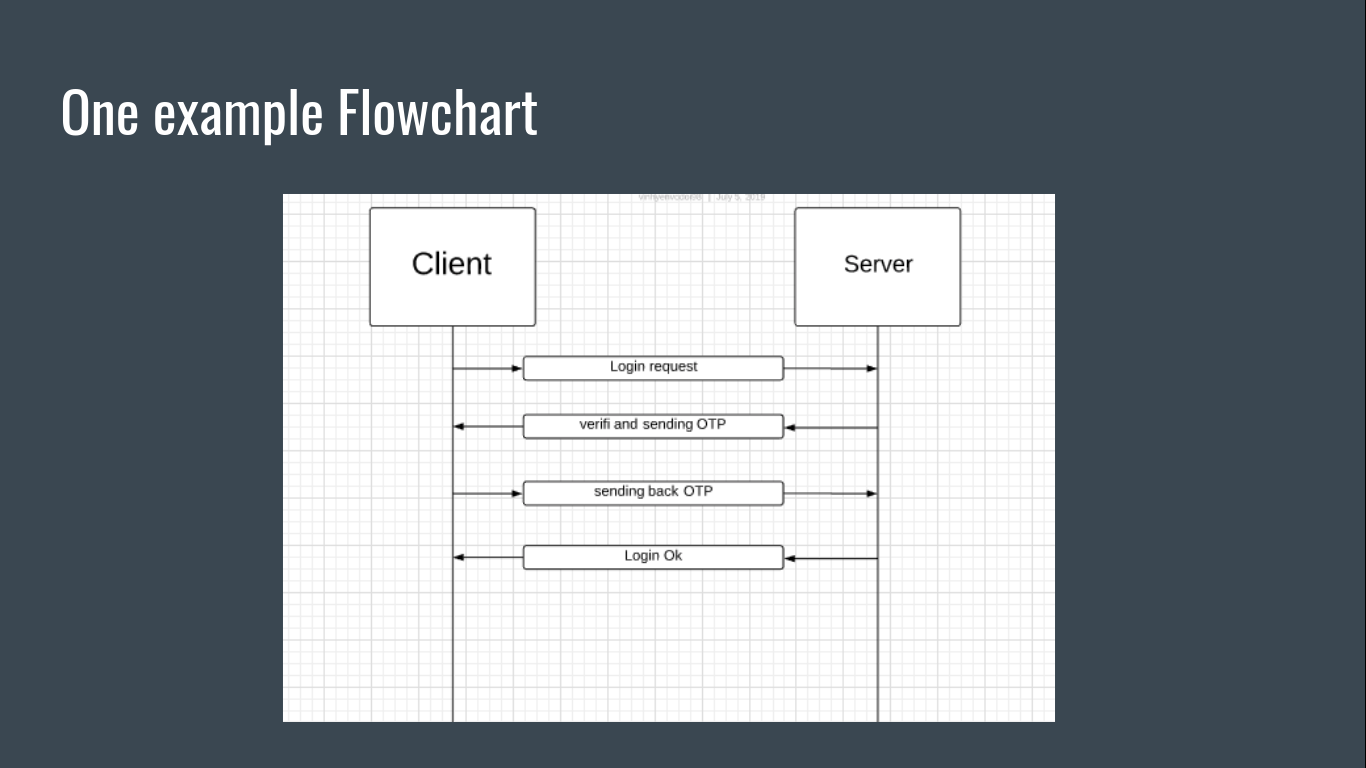 One example Flowchart
| July 5, 2019
Client
Server
Login request
verifi and sending OTP
sending back OTP
Login Ok